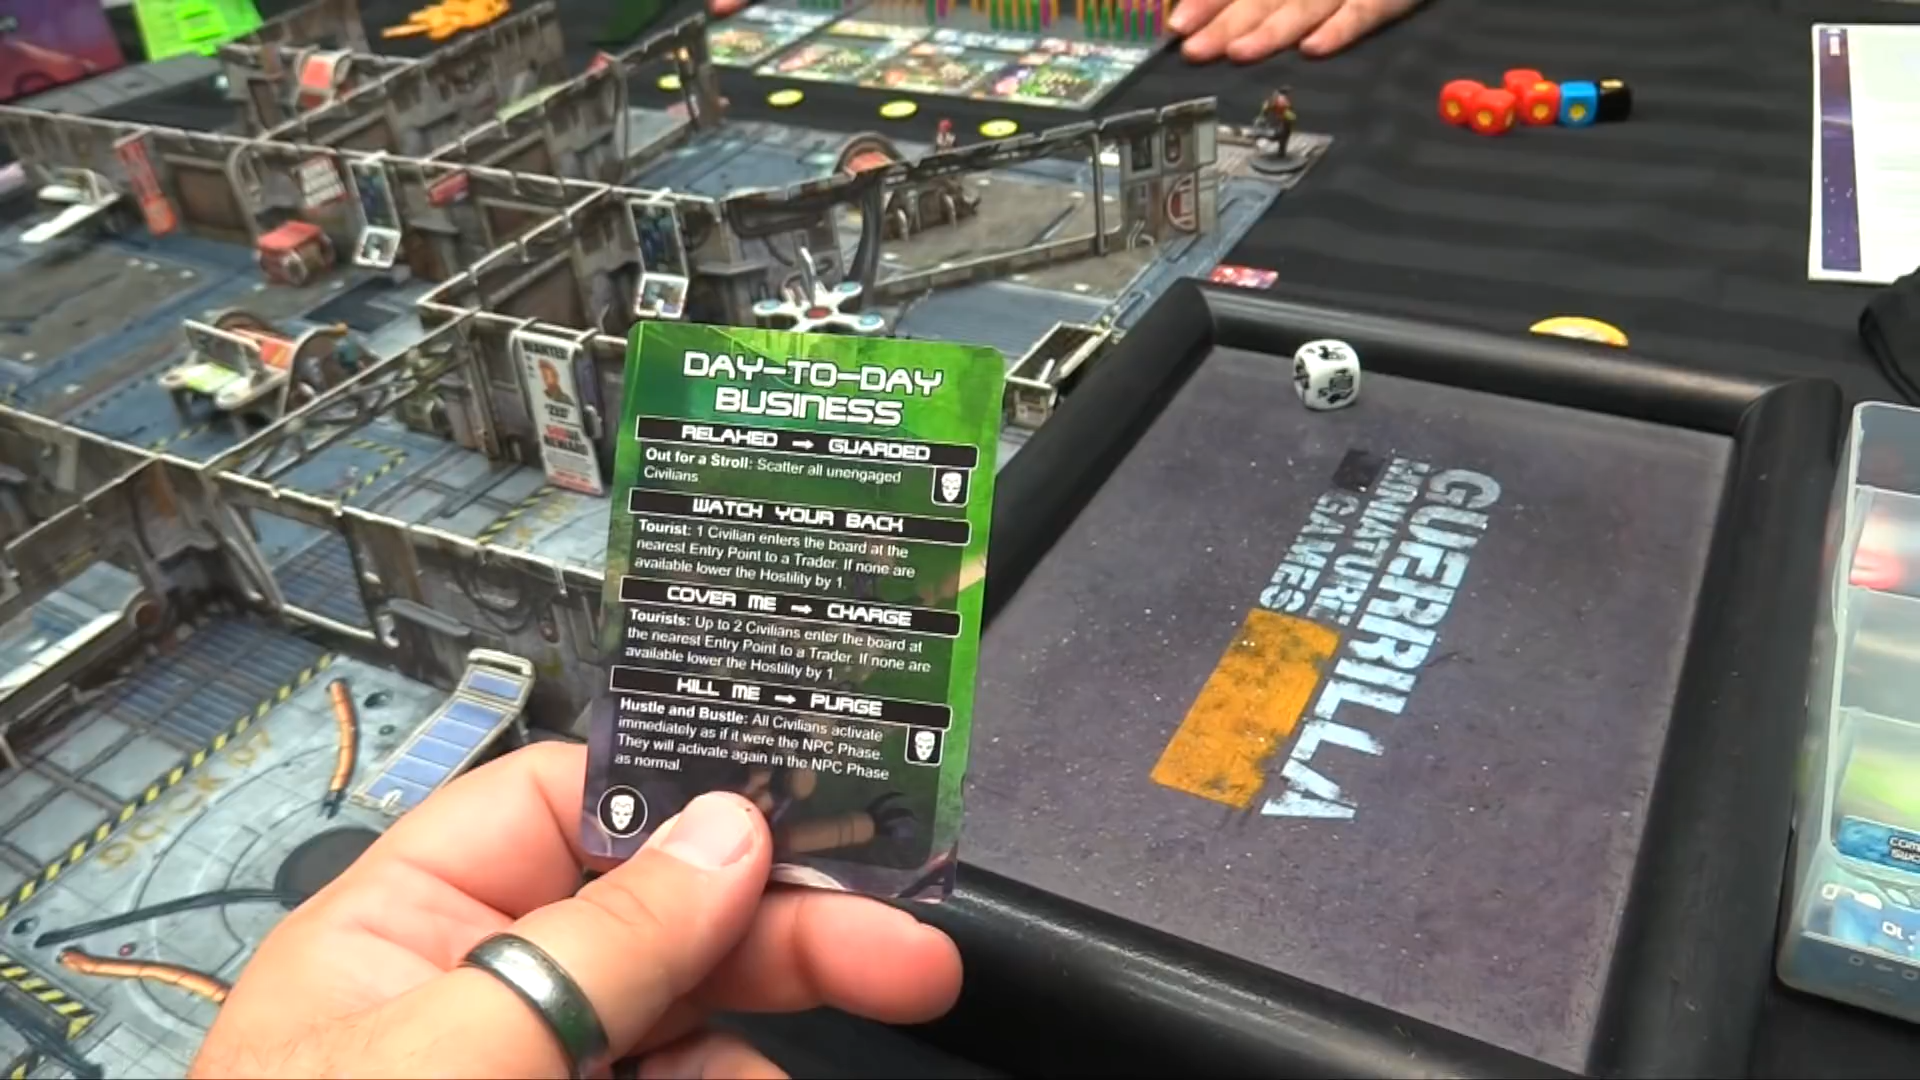 DAY-TO-DAY
BUSINESS
RELAXED → GUARDED
Out for a Stroll: Scatter all unengaged
Civilians
WATCH YOUR BACK
Tourist: 1 Civilian enters the board at the
nearest Entry Point to a Trader. If none are
available lower the Hostility by 1.
COVER ME → CHARGE
Tourists: Up to 2 Civilians enter the board at
the nearest Entry Point to a Trader. If none are
available lower the Hostility by 1.
KILL ME → PURGE
Hustle and Bustle: All Civilians activate
immediately as if it were the NPC Phase.
They will activate again in the NPC Phase
as normal.
WANTED
DOCK 07
GUERRILLA
MINIATURE
GAMES